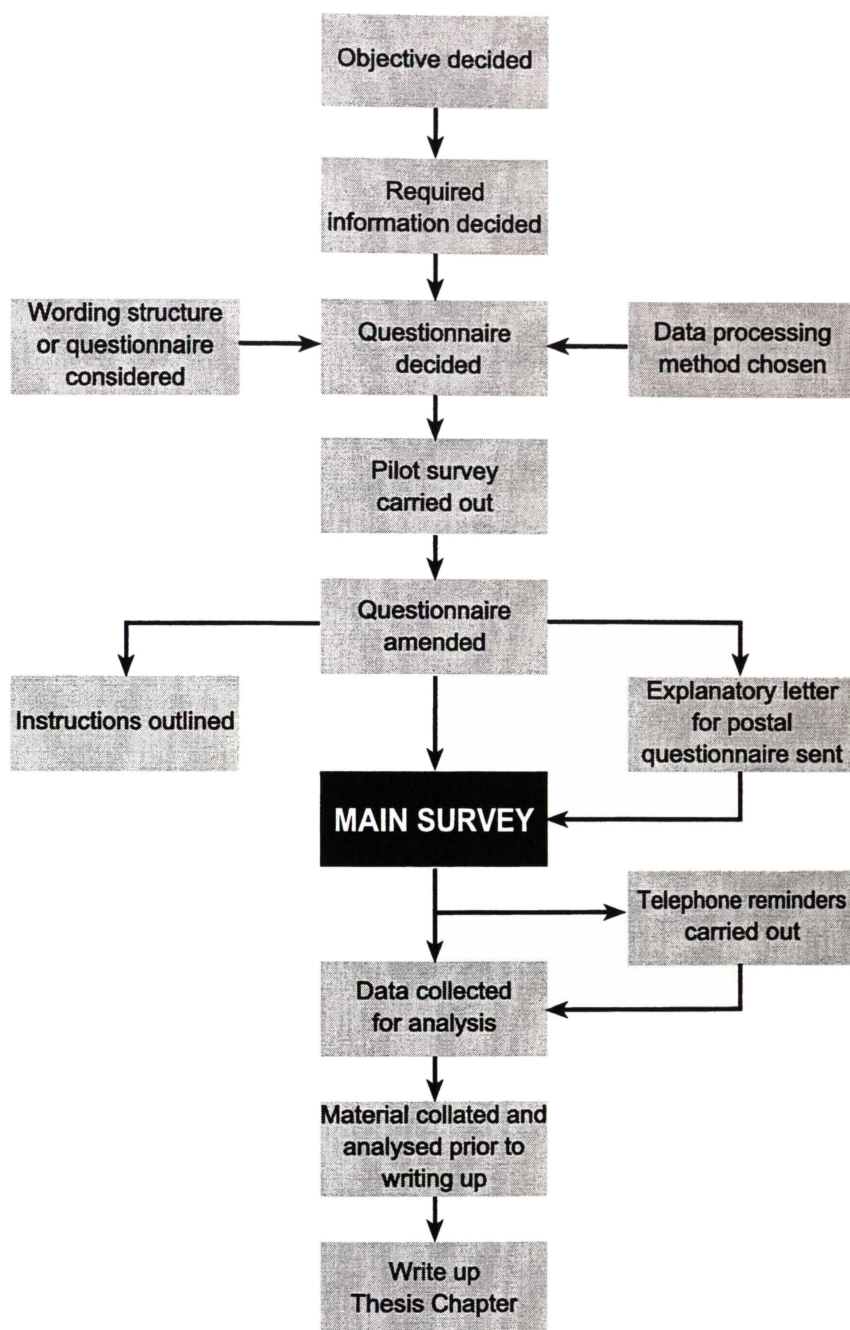 Objective decided
Required
information decided
Wording structure
or questionnaire
considered
Questionnaire
decided
Data processing
method chosen
Pilot survey
carried out
Questionnaire
amended
Instructions outlined
Explanatory letter
for postal
questionnaire sent
MAIN SURVEY
Telephone reminders
carried out
Data collected
for analysis
Material collated and
analysed prior to
writing up
Write up
Thesis Chapter